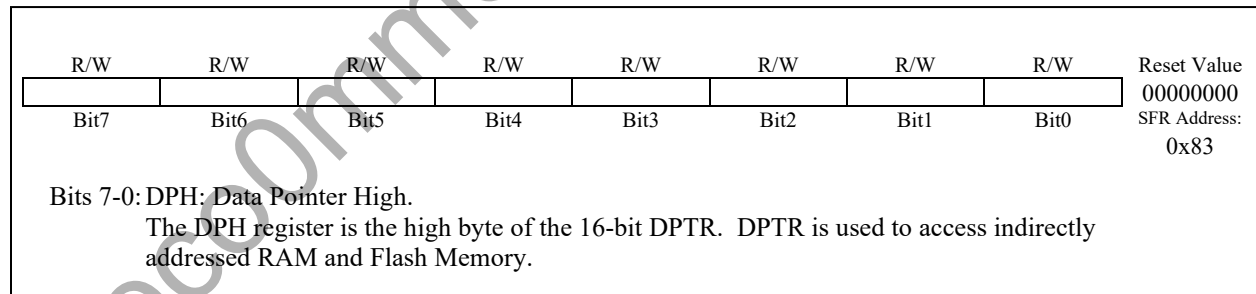 R/W R/W R/W R/W R/W R/W R/W R/W Reset Value
00000000
Bit7 Bit6 Bit5 Bit4 Bit3 Bit2 Bit1 Bit0 SFR Address:
0x83
Bits 7-0: DPH: Data Pointer High.
The DPH register is the high byte of the 16-bit DPTR. DPTR is used to access indirectly
addressed RAM and Flash Memory.